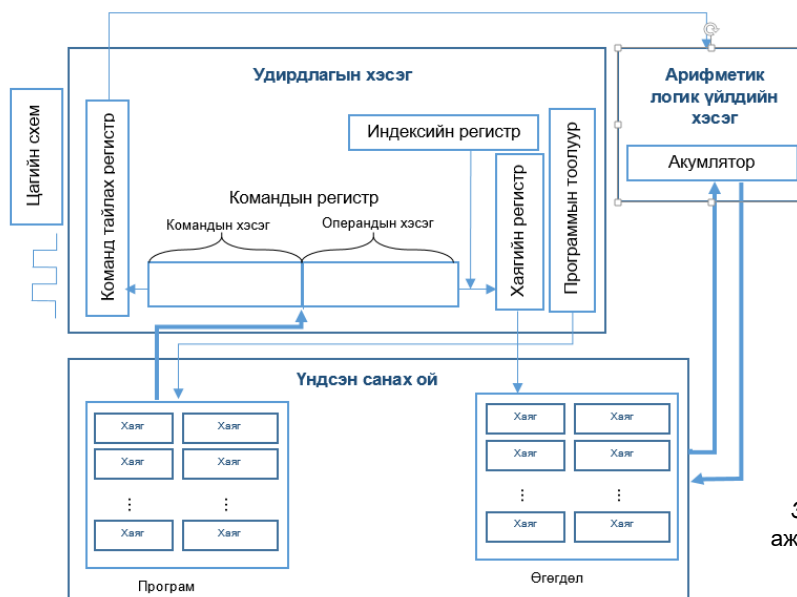 Удирдлагын хэсэг
Арифметик
логик үйлдийн
хэсэг
Акумлятор
Цагийн схем
Команд тайлах регистр
Индексийн регистр
Командын регистр
Командын хэсэг
Операндын хэсэг
Хаягийн регистр
Программын тоолуур
Үндсэн санах ой
Хаяг Хаяг
Хаяг Хаяг
⋮ ⋮
Хаяг Хаяг
Програм
Хаяг Хаяг
Хаяг Хаяг
⋮ ⋮
Хаяг Хаяг
Өгөгдөл
аж